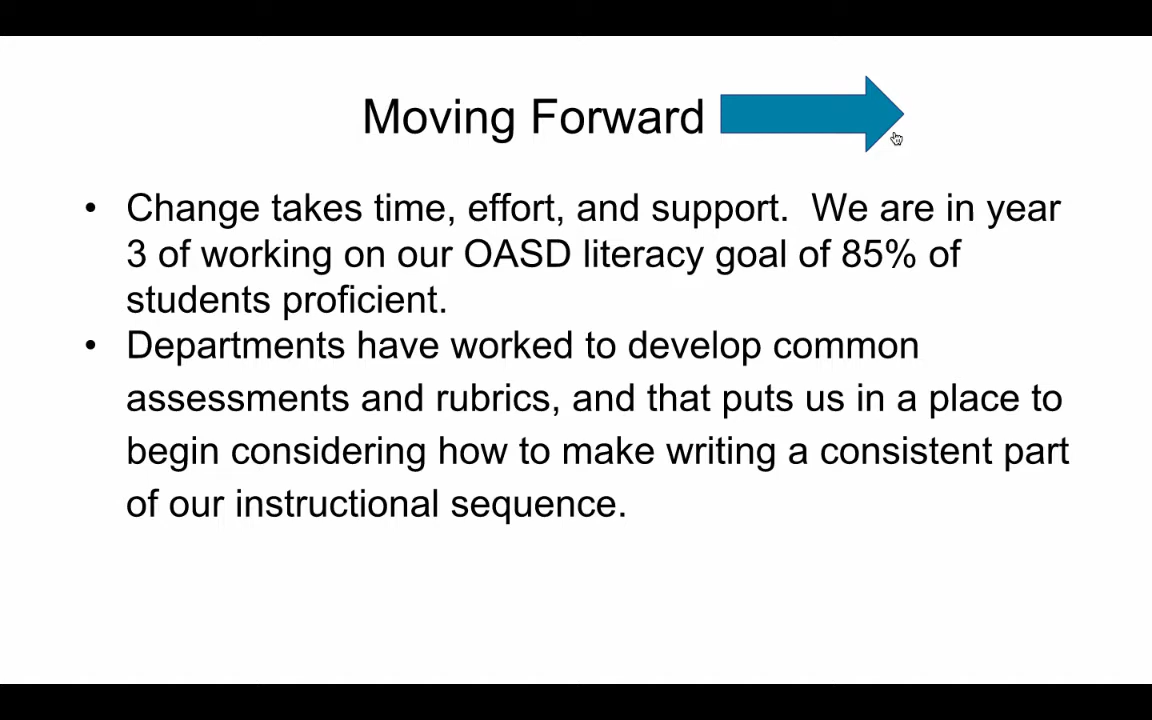 Moving Forward
• Change takes time, effort, and support.  We are in year
3 of working on our OASD literacy goal of 85% of
students proficient.
• Departments have worked to develop common
assessments and rubrics, and that puts us in a place to
begin considering how to make writing a consistent part
of our instructional sequence.